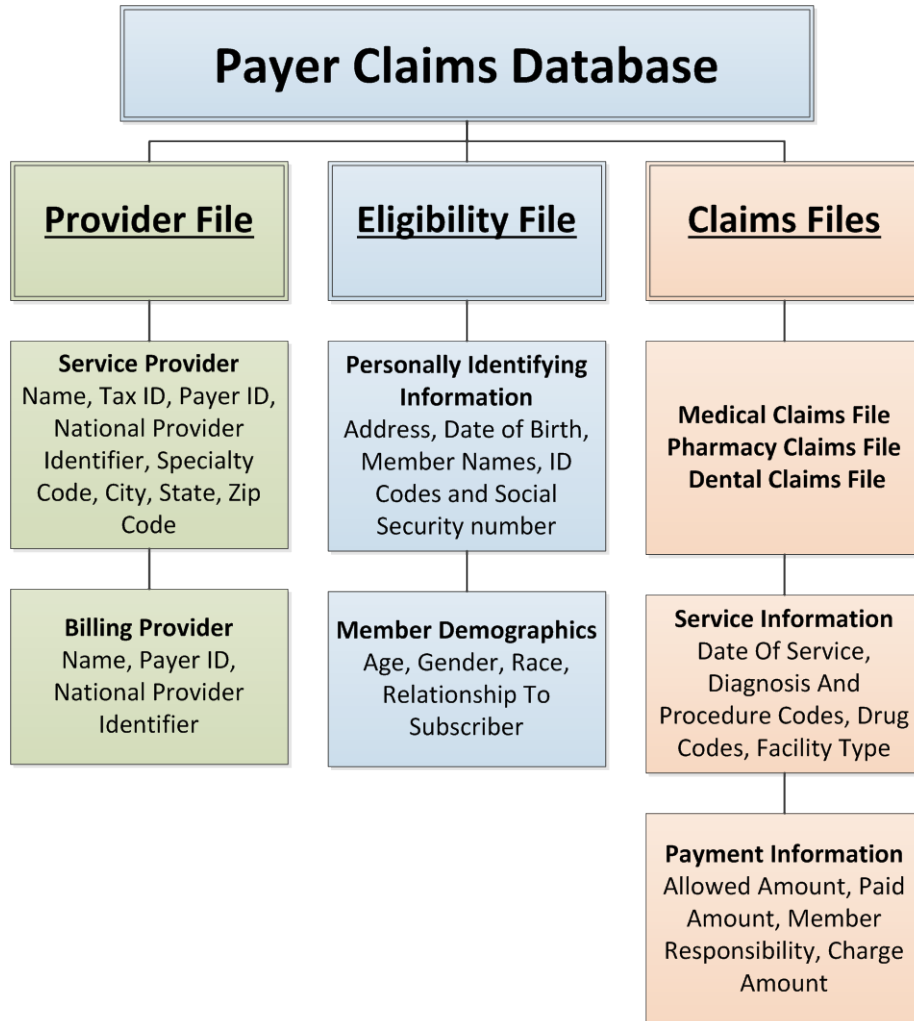 Payer Claims Database
Provider File
Eligibility File
Claims Files
Service Provider
Name, Tax ID, Payer ID,
National Provider
Identifier, Specialty
Code, City, State, Zip
Code
Billing Provider
Name, Payer ID,
National Provider
Identifier
Personally Identifying
Information
Address, Date of Birth,
Member Names, ID
Codes and Social
Security number
Member Demographics
Age, Gender, Race,
Relationship To
Subscriber
Medical Claims File
Pharmacy Claims File
Dental Claims File
Service Information
Date Of Service,
Diagnosis And
Procedure Codes, Drug
Codes, Facility Type
Payment Information
Allowed Amount, Paid
Amount, Member
Responsibility, Charge
Amount